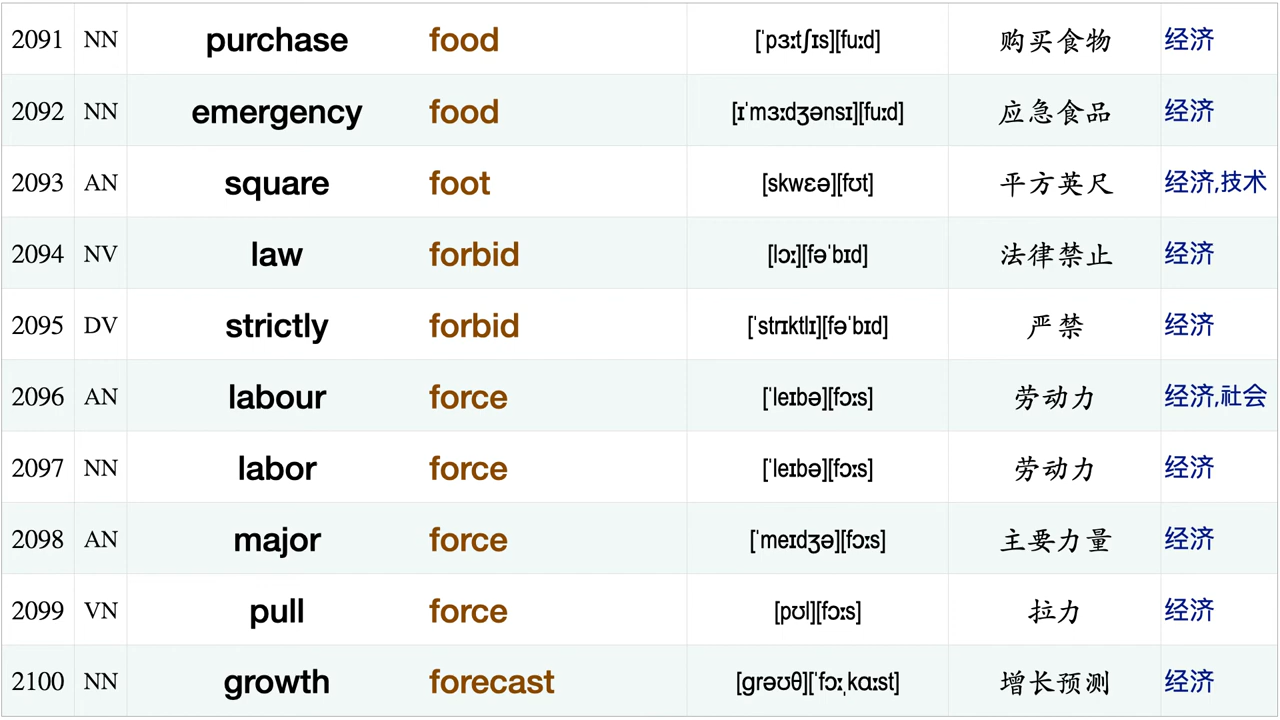 2091 NN purchase food [ˈpɜːtʃɪs][fuːd] 购买食物 经济
2092 NN emergency food [ɪˈmɜːdʒənsɪ][fuːd] 应急食品 经济
2093 AN square foot [skwɛə][fʊt] 平方英尺 经济,技术
2094 NV law forbid [lɔː][fəˈbɪd] 法律禁止 经济
2095 DV strictly forbid [ˈstrɪktlɪ][fəˈbɪd] 严禁 经济
2096 AN labour force [ˈleɪbə][fɔːs] 劳动力 经济,社会
2097 NN labor force [ˈleɪbə][fɔːs] 劳动力 经济
2098 AN major force [ˈmeɪdʒə][fɔːs] 主要力量 经济
2099 VN pull force [pʊl][fɔːs] 拉力 经济
2100 NN growth forecast [ɡrəʊθ][ˈfɔːˌkɑːst] 增长预测 经济